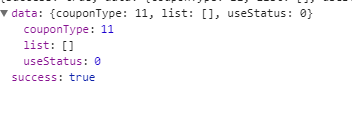 ▼data: {couponType: 11, list: [], useStatus: 0}
couponType: 11
list: []
useStatus: 0
success: true